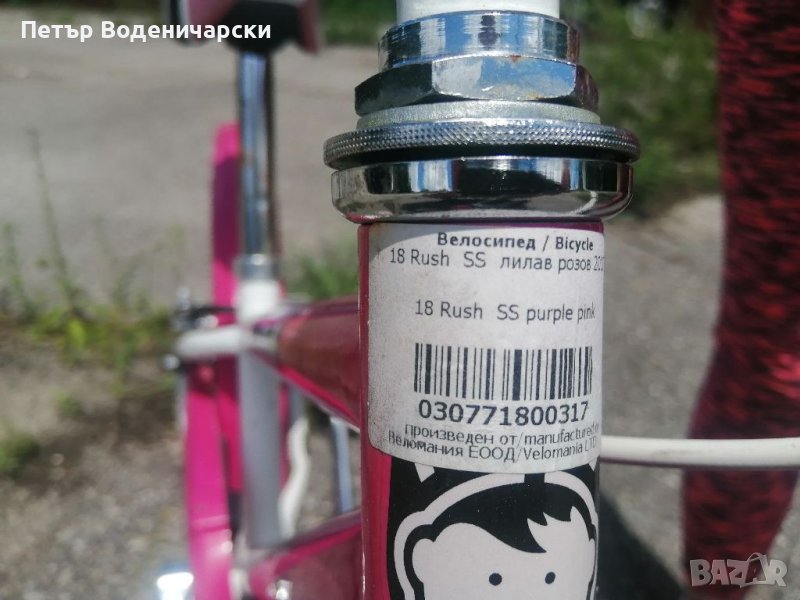 Петър Воденичарски
Велосипед / Bicycle
18 Rush SS лилав розов
18 Rush SS purple pink
030771800317
произведен от/manufactured
Веломания ЕООД/Velomania LTD
BAZAR